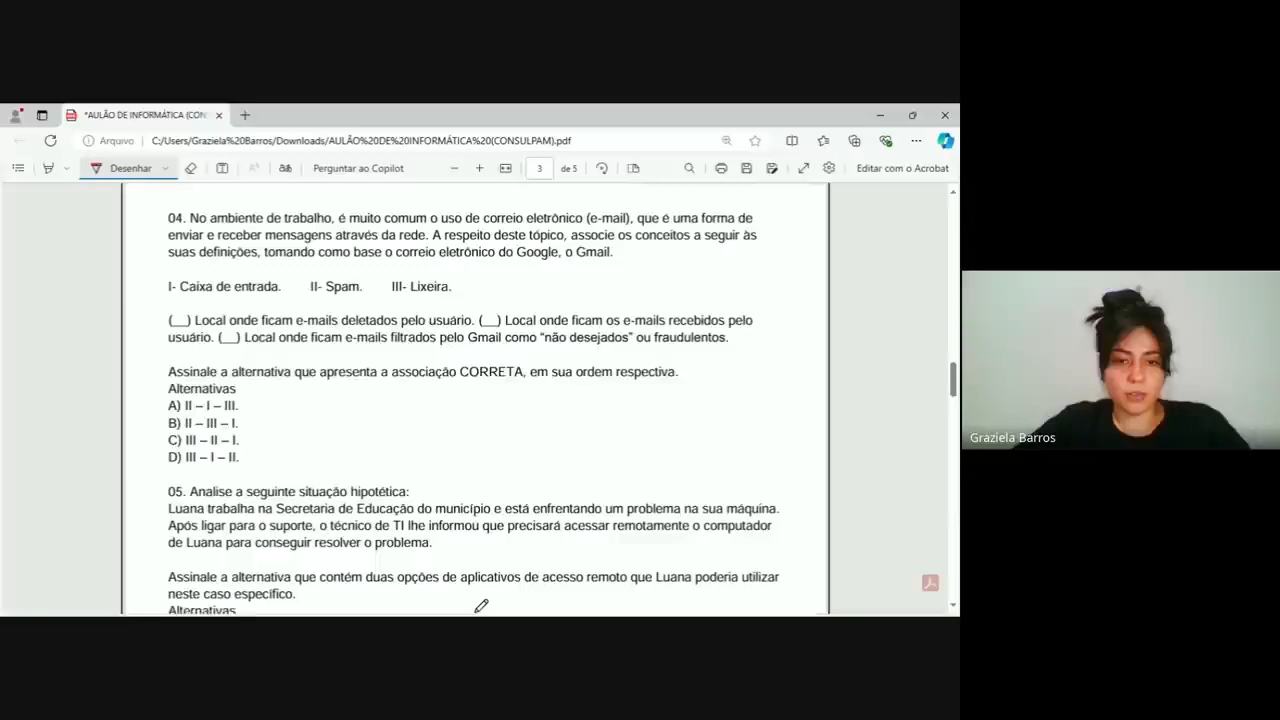 *AULÃO DE INFORMÁTICA (CON
Arquivo C:/Users/Graziela%20Barros/Downloads/AULÃO%20DE%20INFORMÁTICA%20(CONSULPAM).pdf
Desenhar Perguntar ao Copilot 3 de 5 Editar com o Acrobat
04. No ambiente de trabalho, é muito comum o uso de correio eletrônico (e-mail), que é uma forma de
enviar e receber mensagens através da rede. A respeito deste tópico, associe os conceitos a seguir às
suas definições, tomando como base o correio eletrônico do Google, o Gmail.
I- Caixa de entrada. II- Spam. III- Lixeira.
(__) Local onde ficam e-mails deletados pelo usuário. (__) Local onde ficam os e-mails recebidos pelo
usuário. (__) Local onde ficam e-mails filtrados pelo Gmail como “não desejados” ou fraudulentos.
Assinale a alternativa que apresenta a associação CORRETA, em sua ordem respectiva.
Alternativas
A) II – I – III.
B) II – III – I.
C) III – II – I.
D) III – I – II.
05. Analise a seguinte situação hipotética:
Luana trabalha na Secretaria de Educação do município e está enfrentando um problema na sua máquina.
Após ligar para o suporte, o técnico de TI lhe informou que precisará acessar remotamente o computador
de Luana para conseguir resolver o problema.
Assinale a alternativa que contém duas opções de aplicativos de acesso remoto que Luana poderia utilizar
neste caso específico.
Alternativas
Graziela Barros